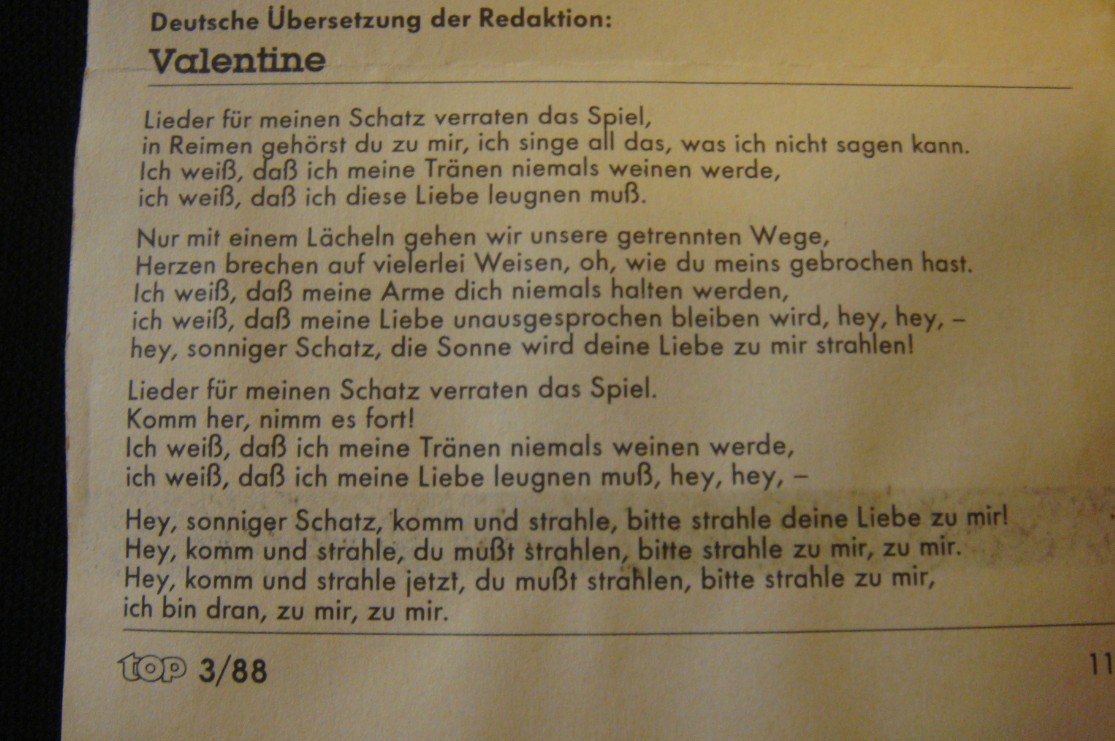 Deutsche Übersetzung der Redaktion:
Valentine
Lieder für meinen Schatz verraten das Spiel,
in Reimen gehörst du zu mir, ich singe all das, was ich nicht sagen kann.
Ich weiß, daß ich meine Tränen niemals weinen werde,
ich weiß, daß ich diese Liebe leugnen muß.
Nur mit einem Lächeln gehen wir unsere getrennten Wege,
Herzen brechen auf vielerlei Weisen, oh, wie du meins gebrochen hast.
Ich weiß, daß meine Arme dich niemals halten werden,
ich weiß, daß meine Liebe unausgesprochen bleiben wird, hey, hey, –
hey, sonniger Schatz, die Sonne wird deine Liebe zu mir strahlen!
Lieder für meinen Schatz verraten das Spiel.
Komm her, nimm es fort!
Ich weiß, daß ich meine Tränen niemals weinen werde,
ich weiß, daß ich meine Liebe leugnen muß, hey, hey, –
Hey, sonniger Schatz, komm und strahle, bitte strahle deine Liebe zu mir!
Hey, komm und strahle, du mußt strahlen, bitte strahle zu mir, zu mir.
Hey, komm und strahle jetzt, du mußt strahlen, bitte strahle zu mir,
ich bin dran, zu mir, zu mir.
top 3/88
11